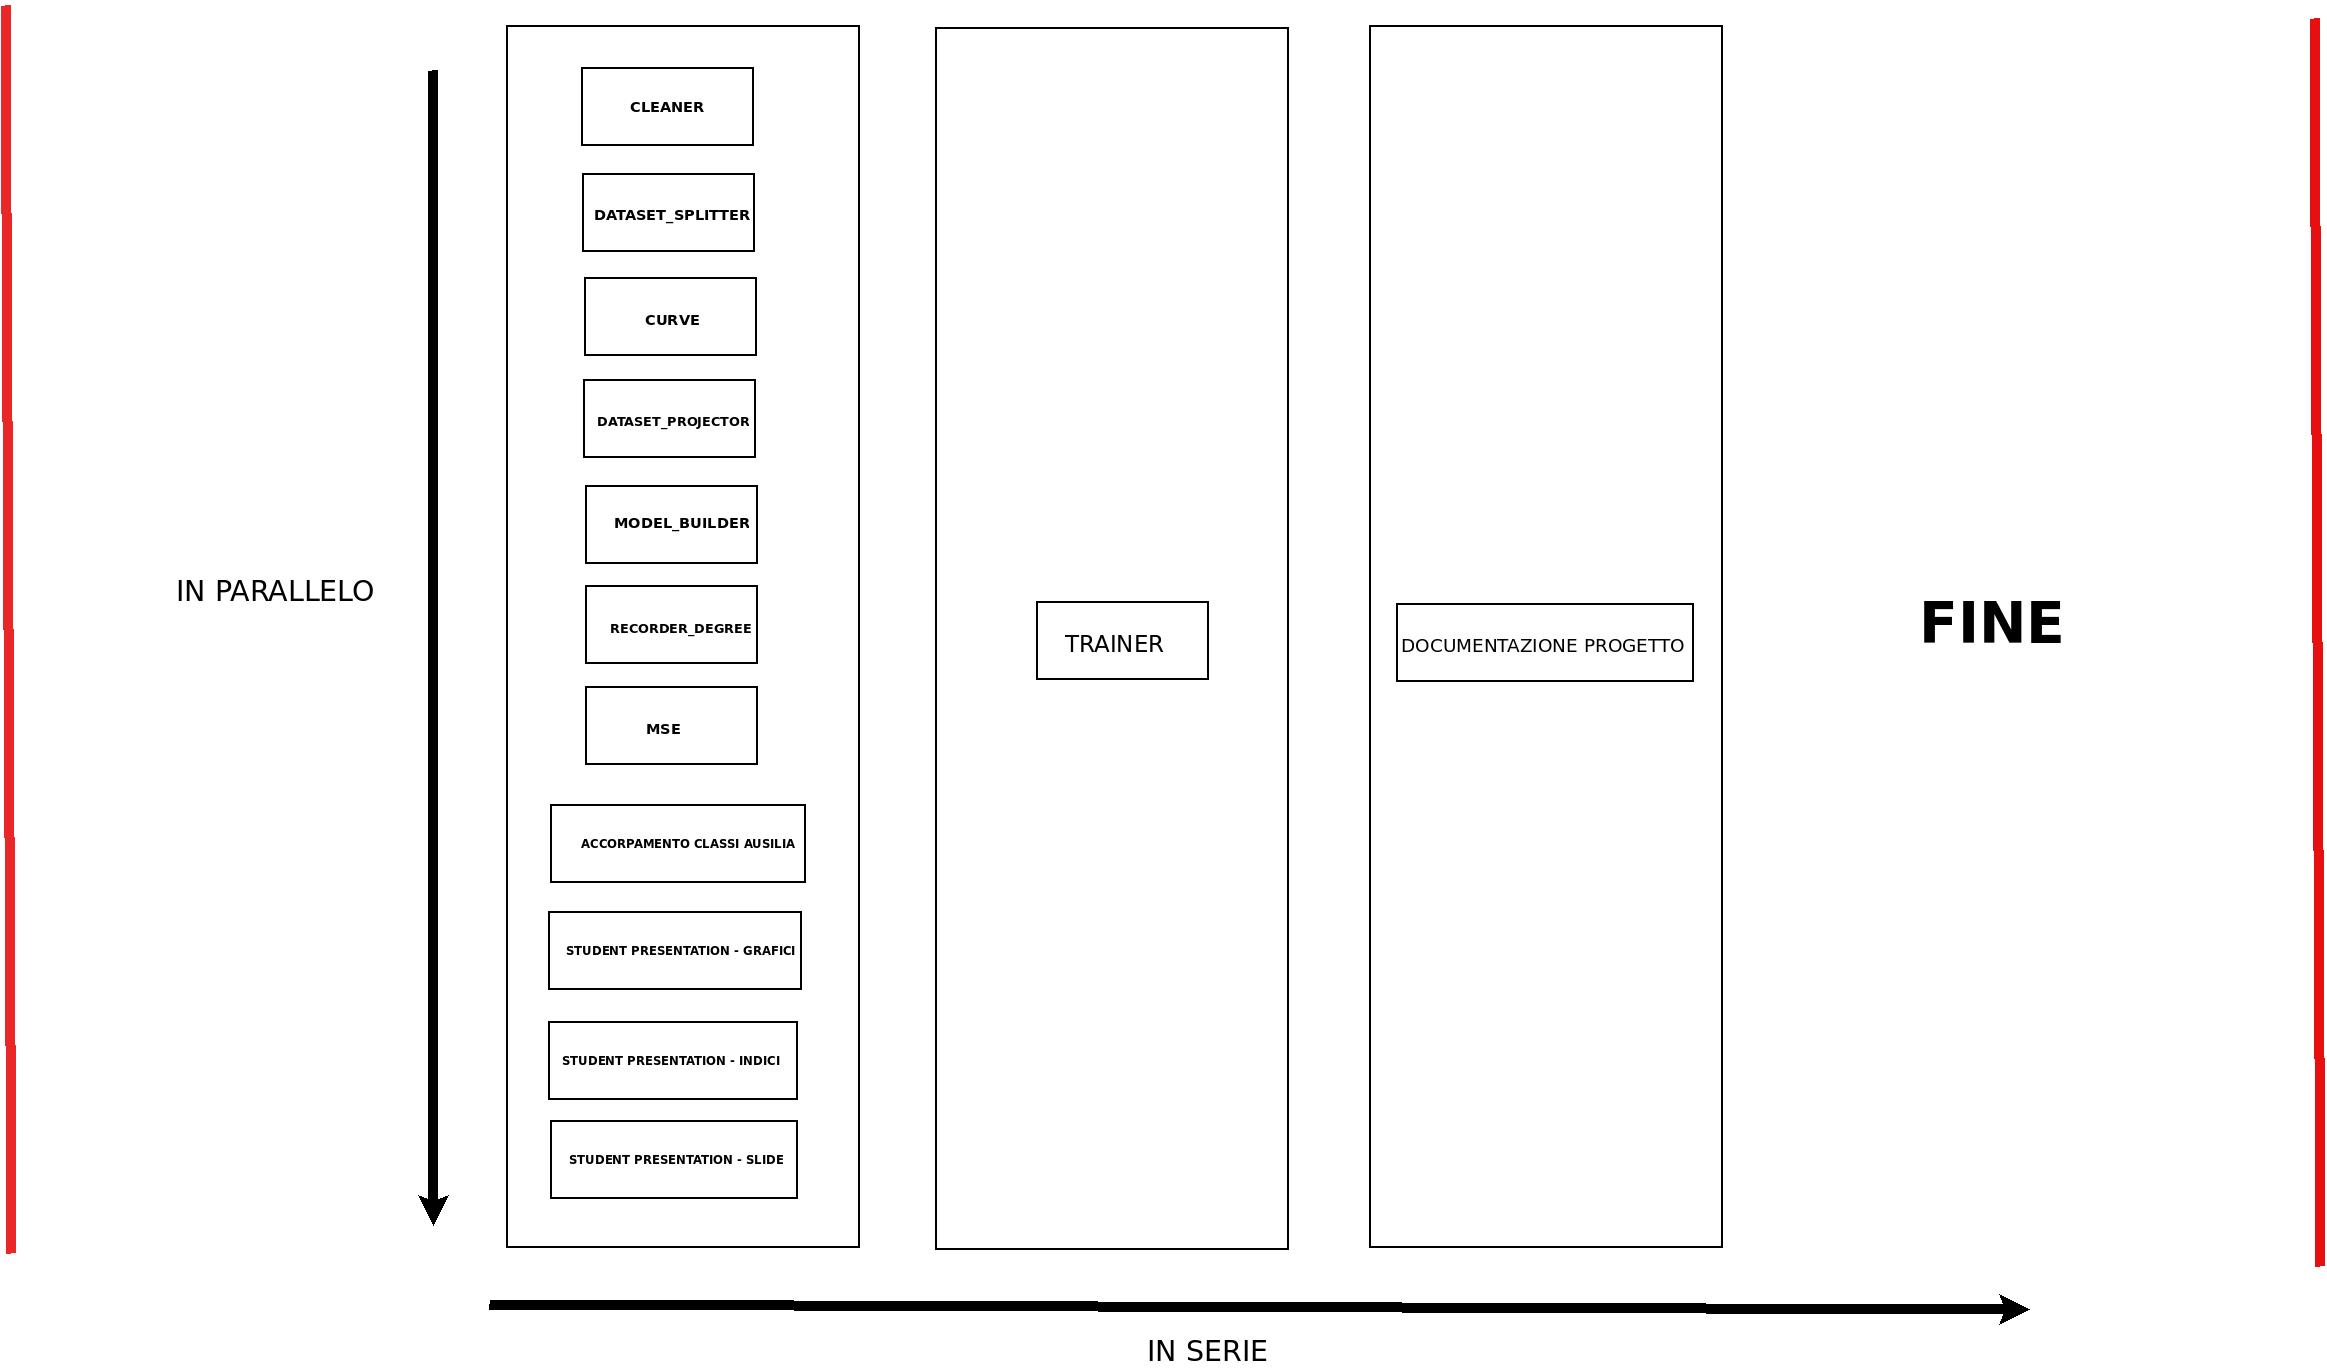 CLEANER
DATASET_SPLITTER
CURVE
DATASET_PROJECTOR
MODEL_BUILDER
IN PARALLELO
RECORDER_DEGREE
TRAINER
DOCUMENTAZIONE PROGETTO
FINE
MSE
ACCORPAMENTO CLASSI AUSILIA
STUDENT PRESENTATION - GRAFICI
STUDENT PRESENTATION - INDICI
STUDENT PRESENTATION - SLIDE
IN SERIE